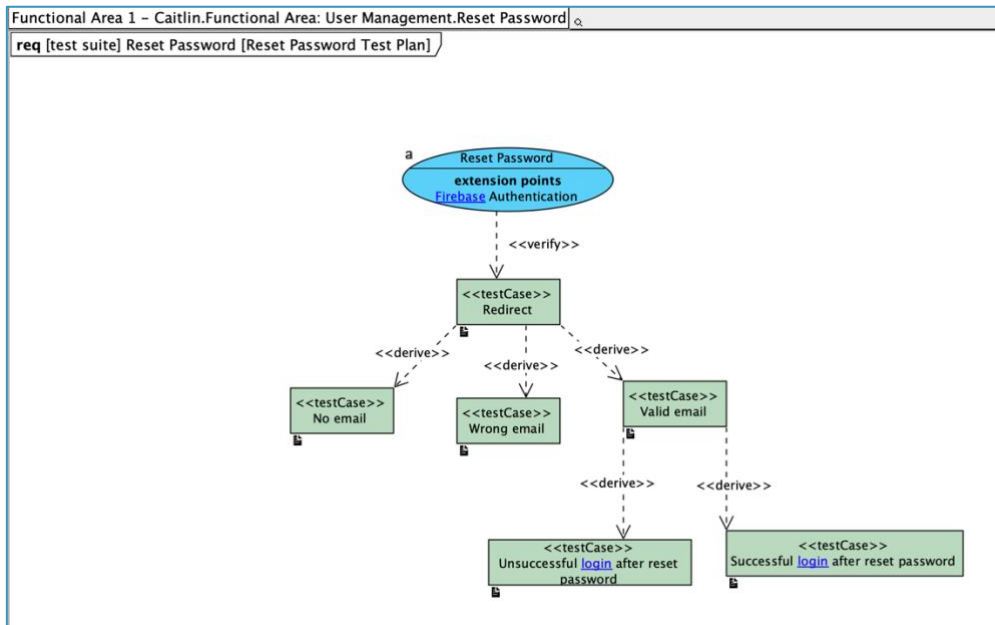 Functional Area 1 – Caitlin.Functional Area: User Management.Reset Password
req [test suite] Reset Password [Reset Password Test Plan]
a
Reset Password
extension points
Firebase Authentication
<<verify>>
<<testCase>>
Redirect
<<derive>>
<<derive>>
<<derive>>
<<testCase>>
No email
<<testCase>>
Wrong email
<<testCase>>
Valid email
<<derive>>
<<derive>>
<<testCase>>
Unsuccessful login after reset
password
<<testCase>>
Successful login after reset password